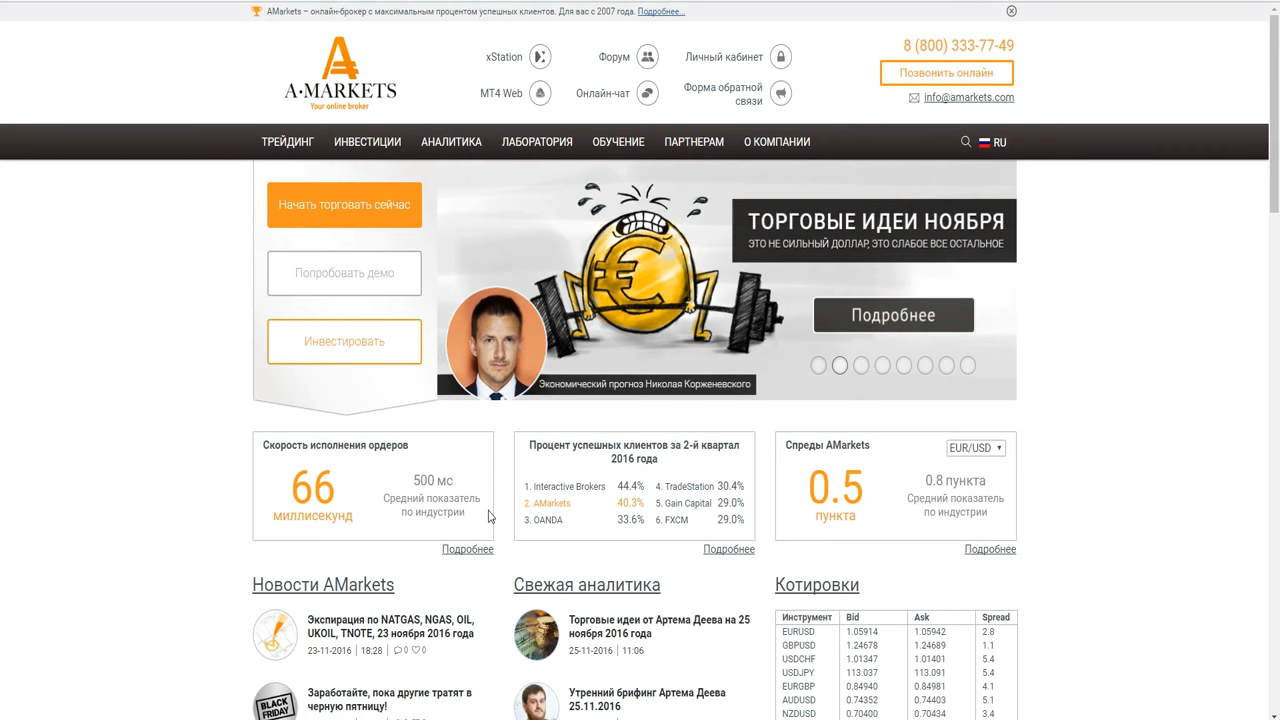 AMarkets – онлайн-брокер с максимальным процентом успешных клиентов. Для вас с 2007 года. Подробнее...
A·MARKETS
Your online broker
xStation
Форум
Личный кабинет
MT4 Web
Онлайн-чат
Форма обратной
связи
8 (800) 333-77-49
Позвонить онлайн
info@amarkets.com
ТРЕЙДИНГ ИНВЕСТИЦИИ АНАЛИТИКА ЛАБОРАТОРИЯ ОБУЧЕНИЕ ПАРТНЕРАМ О КОМПАНИИ RU
Начать торговать сейчас
Попробовать демо
Инвестировать
ТОРГОВЫЕ ИДЕИ НОЯБРЯ
ЭТО НЕ СИЛЬНЫЙ ДОЛЛАР, ЭТО СЛАБОЕ ВСЕ ОСТАЛЬНОЕ
Подробнее
Экономический прогноз Николая Корженевского
Скорость исполнения ордеров
66
миллисекунд
500 мс
Средний показатель
по индустрии
Подробнее
Процент успешных клиентов за 2-й квартал
2016 года
1. Interactive Brokers 44.4% 4. TradeStation 30.4%
2. AMarkets 40.3% 5. Gain Capital 29.0%
3. OANDA 33.6% 6. FXCM 29.0%
Подробнее
Спреды AMarkets
EUR/USD
0.5
пункта
0.8 пункта
Средний показатель
по индустрии
Подробнее
Новости AMarkets
Экспирация по NATGAS, NGAS, OIL,
UKOIL, TNOTE, 23 ноября 2016 года
23-11-2016 | 18:28 0 0
BLACK
FRIDAY
Заработайте, пока другие тратят в
черную пятницу!
Свежая аналитика
Торговые идеи от Артема Деева на 25
ноября 2016 года
25-11-2016 | 11:06
Утренний брифинг Артема Деева
25.11.2016
Котировки
Инструмент Bid Ask Spread
EURUSD 1.05914 1.05942 2.8
GBPUSD 1.24678 1.24689 1.1
USDCHF 1.01347 1.01401 5.4
USDJPY 113.037 113.091 5.4
EURGBP 0.84940 0.84981 4.1
AUDUSD 0.74352 0.74403 5.1
NZDUSD 0.70400 0.70434 3.4